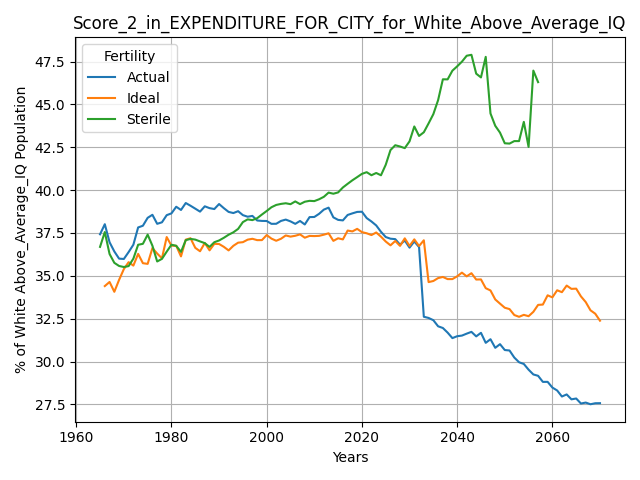 Score_2_in_EXPENDITURE_FOR_CITY_for_White_Above_Average_IQ
% of White Above_Average_IQ Population
47.5
45.0
42.5
40.0
37.5
35.0
32.5
30.0
27.5
Fertility
Actual
Ideal
Sterile
1960
1980
2000
2020
2040
2060
Years